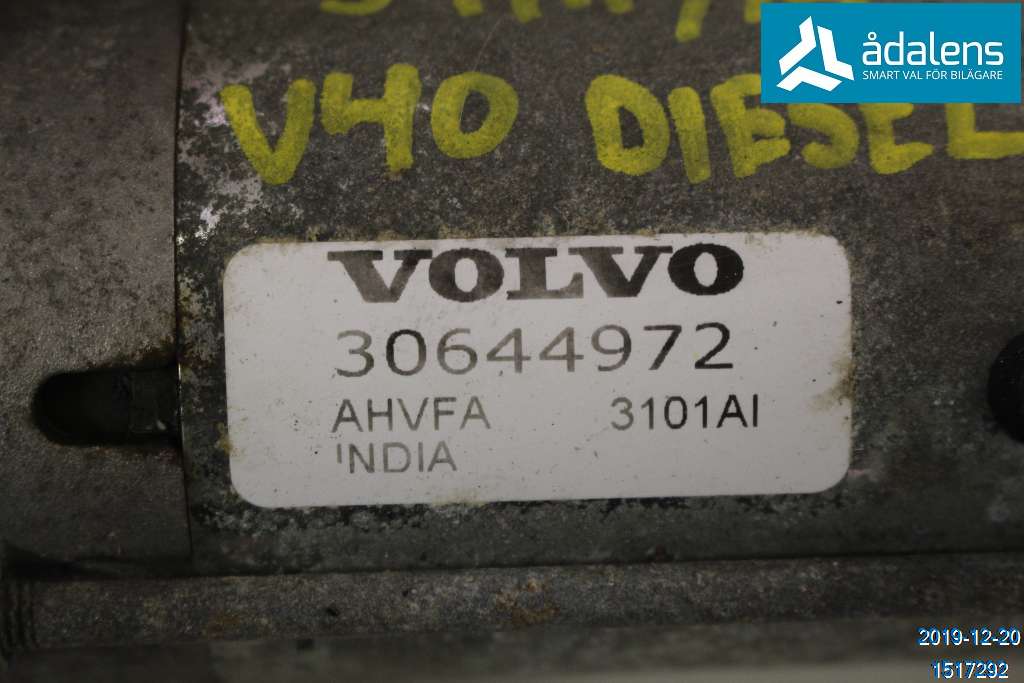 ådalens
SMART VAL FÖR BILÄGARE
V40 DIESEL
VOLVO
30644972
AHVFA 3101AI
INDIA
2019-12-20
1517292